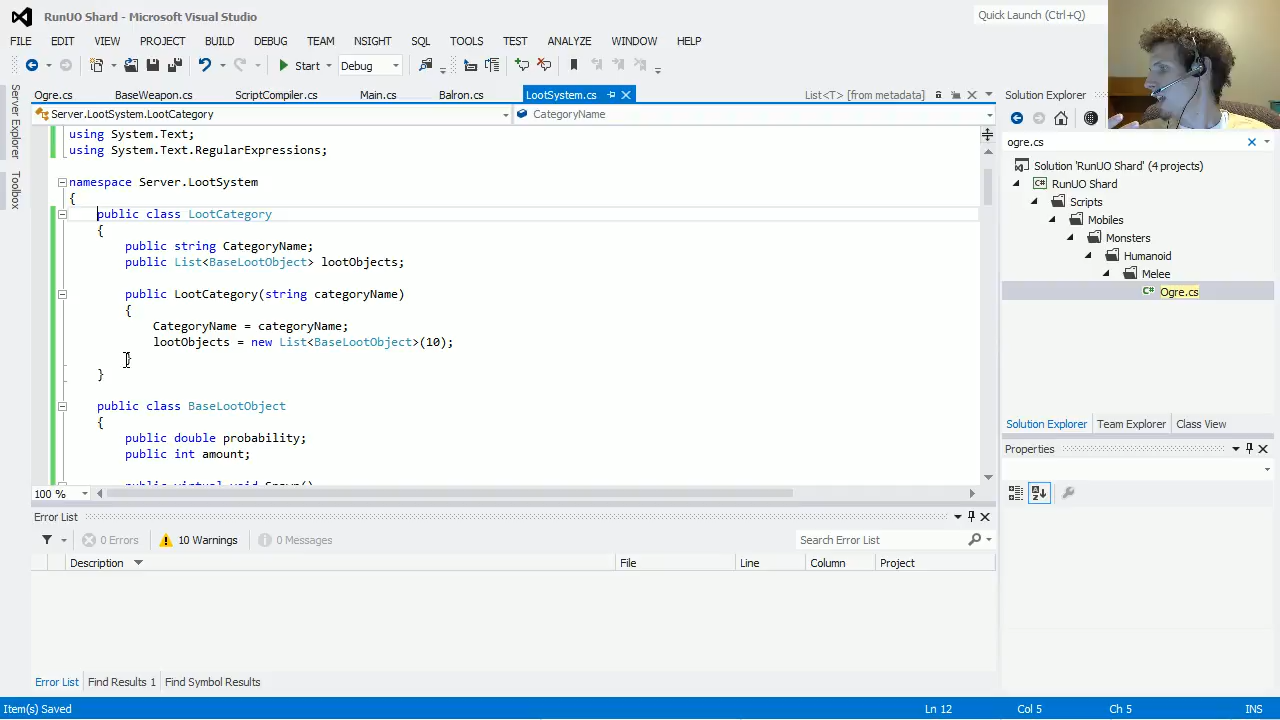 RunUO Shard - Microsoft Visual Studio
Quick Launch (Ctrl+Q)
FILE EDIT VIEW PROJECT BUILD DEBUG TEAM NSIGHT SQL TOOLS TEST ANALYZE WINDOW HELP
Start Debug
Server Explorer
Toolbox
Ogre.cs BaseWeapon.cs ScriptCompiler.cs Main.cs Balron.cs LootSystem.cs List<T> [from metadata]
Server.LootSystem.LootCategory CategoryName
using System.Text;
using System.Text.RegularExpressions;
namespace Server.LootSystem
{
public class LootCategory
{
public string CategoryName;
public List<BaseLootObject> lootObjects;
public LootCategory(string categoryName)
{
CategoryName = categoryName;
lootObjects = new List<BaseLootObject>(10);
}
}
public class BaseLootObject
{
public double probability;
public int amount;
100 %
Solution Explorer
ogre.cs
Solution 'RunUO Shard' (4 projects)
RunUO Shard
Scripts
Mobiles
Monsters
Humanoid
Melee
Ogre.cs
Solution Explorer Team Explorer Class View
Properties
Error List
0 Errors 10 Warnings 0 Messages Search Error List
Description File Line Column Project
Error List Find Results 1 Find Symbol Results
Item(s) Saved Ln 12 Col 5 Ch 5 INS